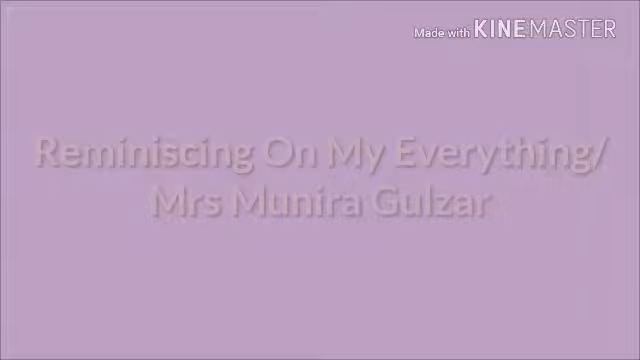 Made with KINEMASTER
Reminiscing On My Everything/
Mrs Munira Gulzar